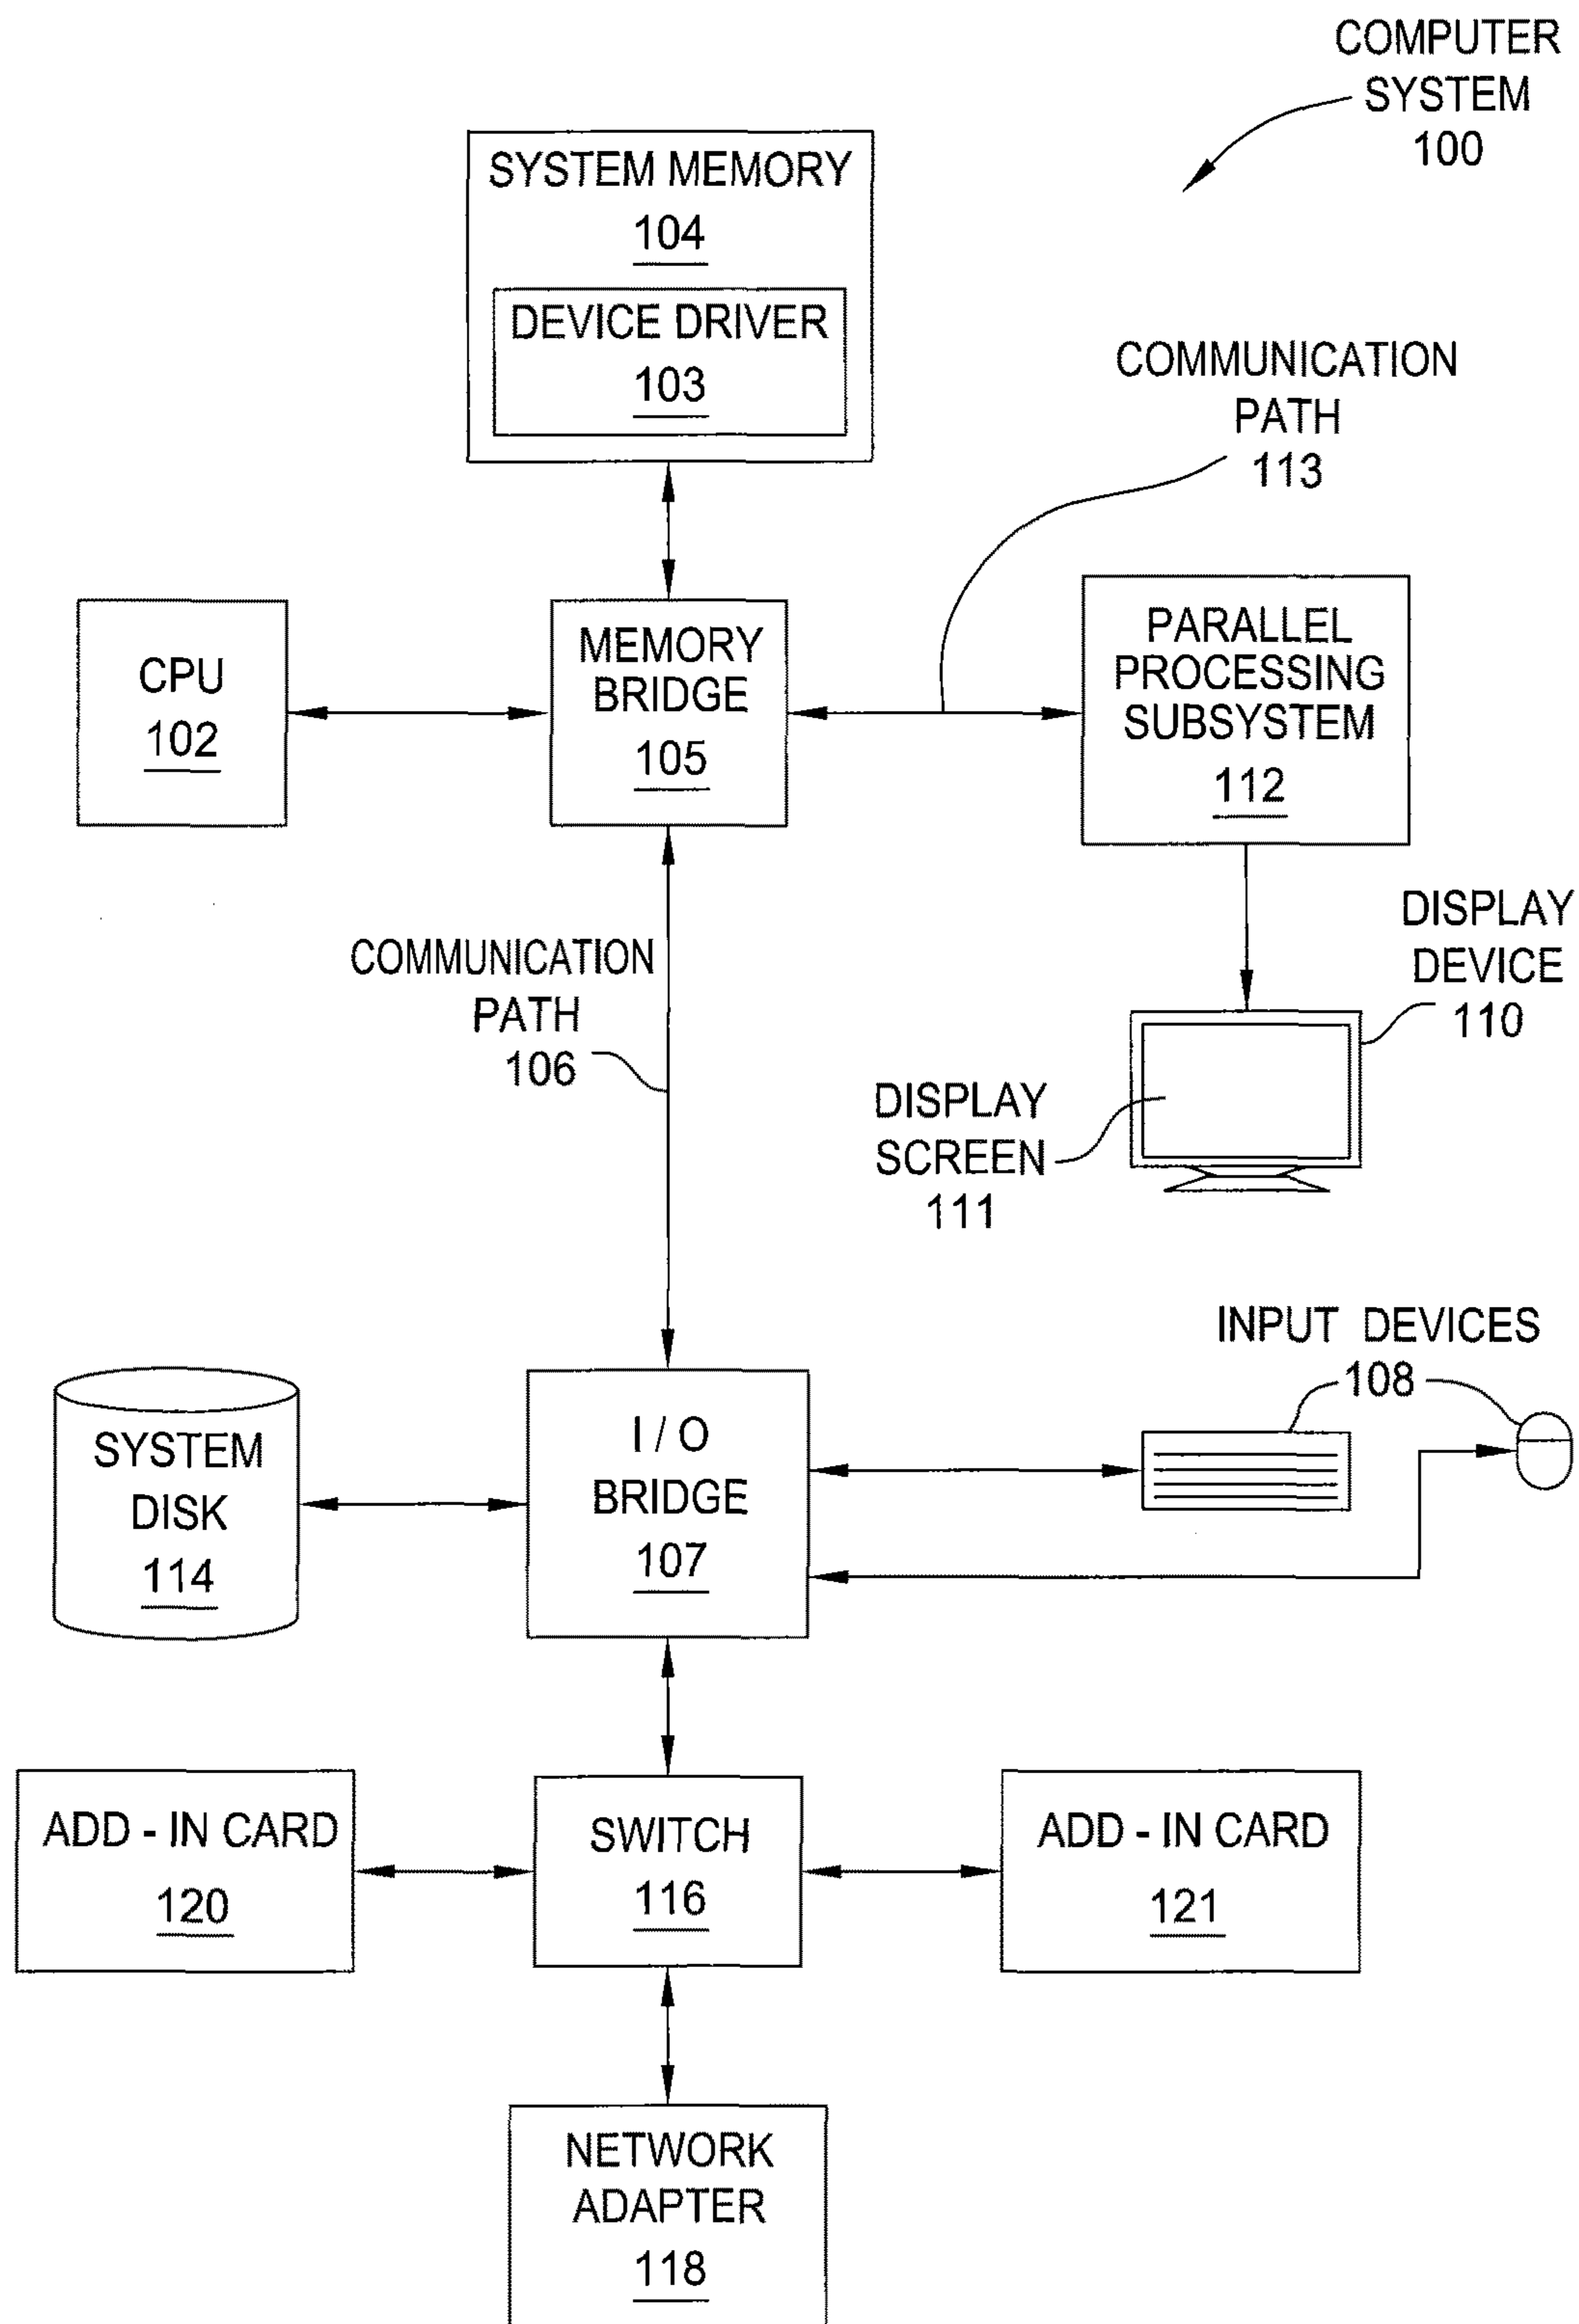 COMPUTER
SYSTEM
100
SYSTEM MEMORY
104
DEVICE DRIVER
103
COMMUNICATION
PATH
113
CPU
102
MEMORY
BRIDGE
105
PARALLEL
PROCESSING
SUBSYSTEM
112
COMMUNICATION
PATH
106
DISPLAY
DEVICE
110
DISPLAY
SCREEN
111
INPUT DEVICES
108
SYSTEM
DISK
114
I / O
BRIDGE
107
ADD - IN CARD
120
SWITCH
116
ADD - IN CARD
121
NETWORK
ADAPTER
118